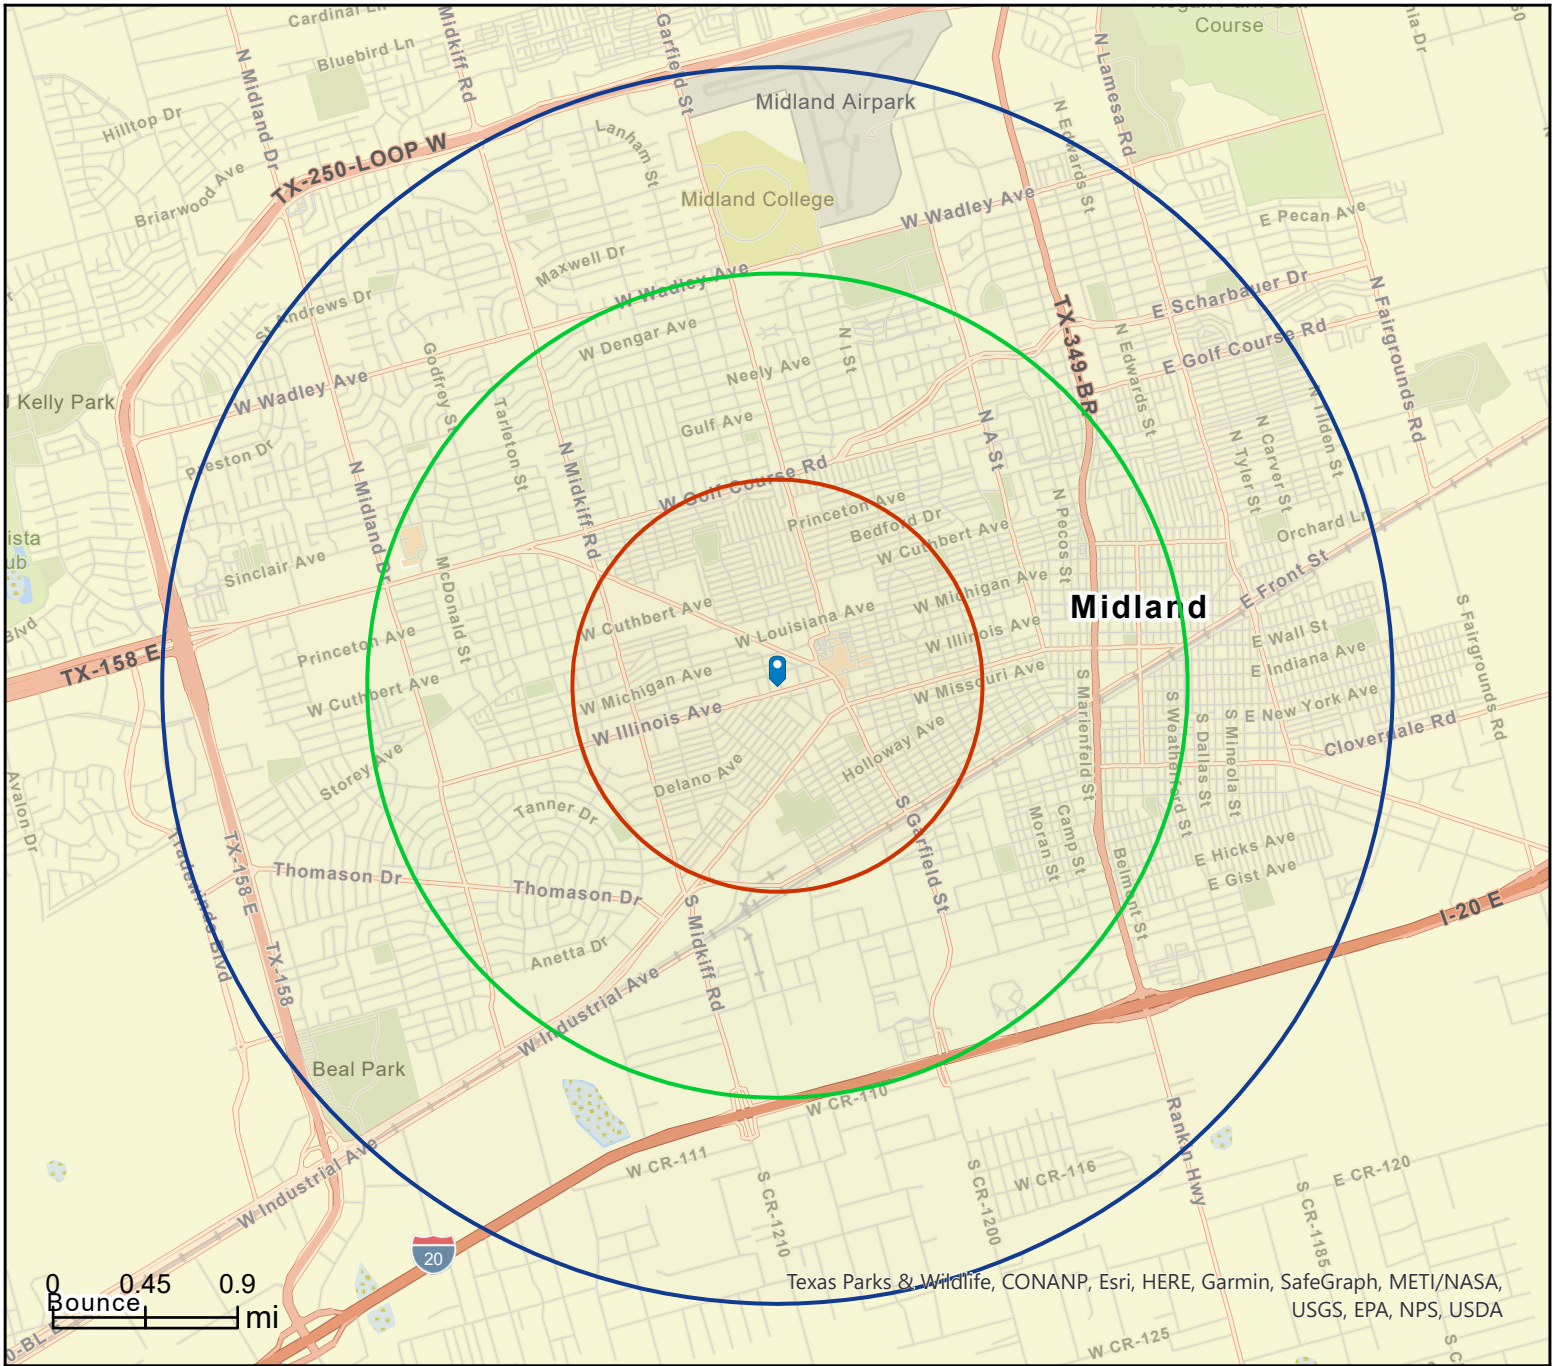 Cardinal Ln
Bluebird Ln
N Midland Dr
Midkiff Rd
Garfield St
Course
N Lamesa Rd
Hilltop Dr
TX-250-LOOP W
Briarwood Ave
Lanham St
Midland Airpark
Midland College
N Edwards St
W Wadley Ave
E Pecan Ave
Maxwell Dr
W Wadley Ave
St Andrews Dr
W Dengar Ave
N I St
TX-349-BR
E Scharbauer Dr
E Golf Course Rd
N Fairgrounds Rd
N Edwards St
Godfrey St
Neely Ave
W Wadley Ave
J Kelly Park
Tarleton St
Gulf Ave
N A St
N Tilden St
N Carver St
N Tyler St
Preston Dr
N Midland Dr
N Midkiff Rd
W Golf Course Rd
Princeton Ave
Bedford Dr
W Cuthbert Ave
N Pecos St
Orchard Ln
ista
ub
Sinclair Ave
McDonald St
W Michigan Ave
E Front St
Midland
W Cuthbert Ave
W Louisiana Ave
W Illinois Ave
E Wall St
E Indiana Ave
S Fairgrounds Rd
Blvd
TX-158 E
Princeton Ave
W Cuthbert Ave
W Michigan Ave
W Missouri Ave
E New York Ave
Cloverdale Rd
W Illinois Ave
S Marienfeld St
S Weatherford St
S Dallas St
S Mineola St
Holloway Ave
Storey Ave
Delano Ave
Avalon Dr
Tanner Dr
S Garfield St
Moran St
Camp St
Belmont St
E Hicks Ave
E Gist Ave
Tradewinds Blvd
TX-158 E
Thomason Dr
Thomason Dr
S Midkiff Rd
I-20 E
TX-158
Anetta Dr
W Industrial Ave
Beal Park
W CR-110
Rankin Hwy
W CR-111
W CR-116
E CR-120
W Industrial Ave
S CR-1210
S CR-1200
S CR-1185
20
0 0.45 0.9
Bounce
mi
Texas Parks & Wildlife, CONANP, Esri, HERE, Garmin, SafeGraph, METI/NASA,
USGS, EPA, NPS, USDA
W CR-125